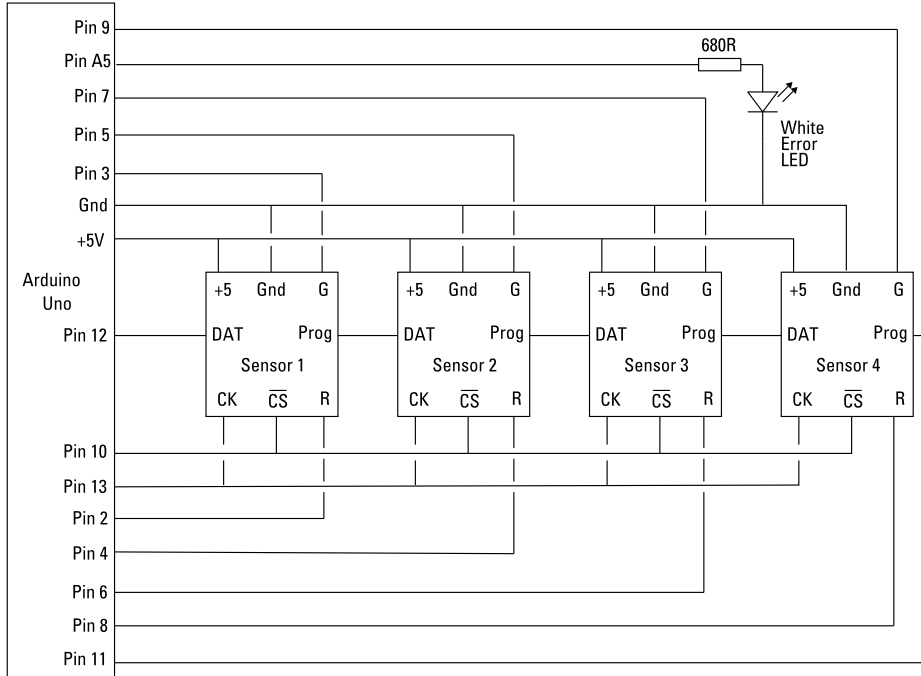 Pin 9
Pin A5
680R
Pin 7
White
Error
LED
Pin 5
Pin 3
Gnd
+5V
Arduino
Uno
+5 Gnd G
DAT Prog
Sensor 1
CK CS R
+5 Gnd G
DAT Prog
Sensor 2
CK CS R
+5 Gnd G
DAT Prog
Sensor 3
CK CS R
+5 Gnd G
DAT Prog
Sensor 4
CK CS R
Pin 12
Pin 10
Pin 13
Pin 2
Pin 4
Pin 6
Pin 8
Pin 11